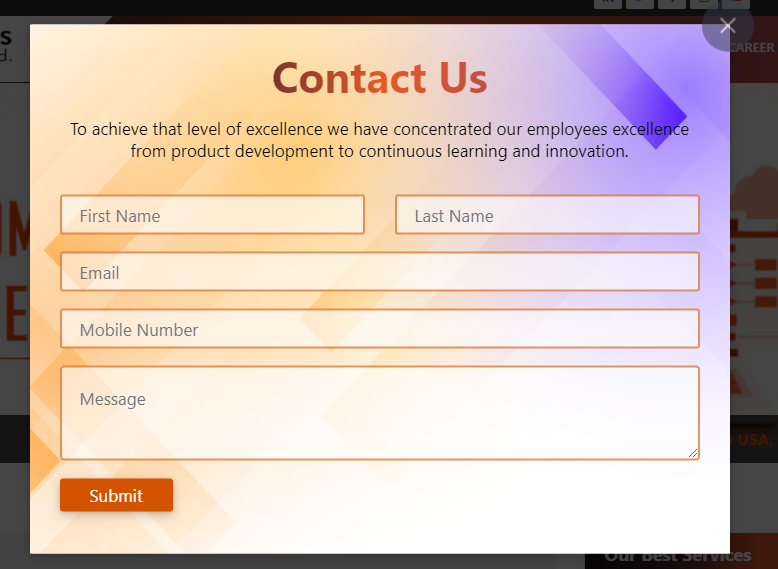 CAREER
Contact Us
To achieve that level of excellence we have concentrated our employees excellence
from product development to continuous learning and innovation.
First Name
Last Name
Email
Mobile Number
Message
USA,
Submit
Our Best Services